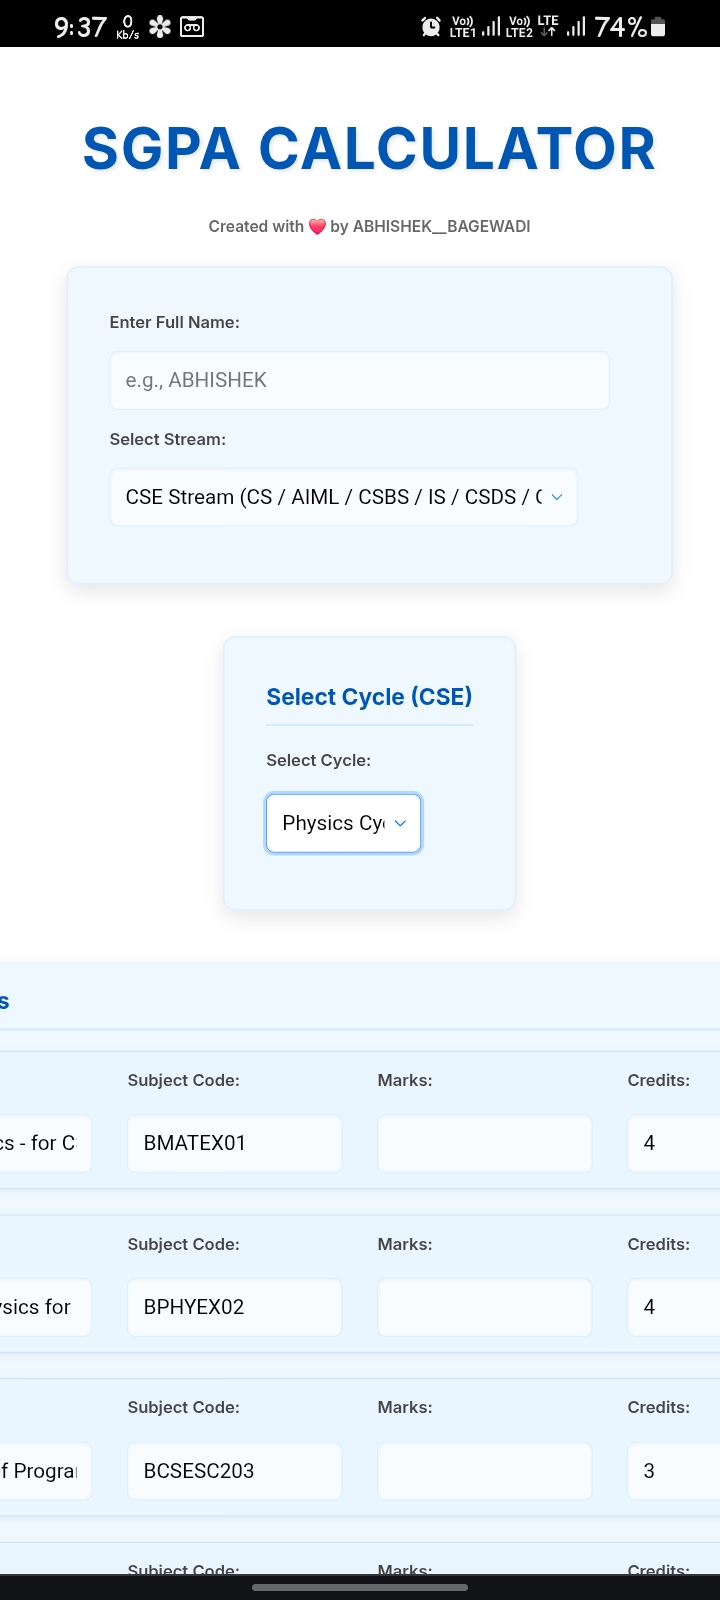 9:37 0 Kb/s Vo) LTE1 Vo) LTE2 LTE 74%
SGPA CALCULATOR
Created with ❤️ by ABHISHEK__BAGEWADI
Enter Full Name:
e.g., ABHISHEK
Select Stream:
CSE Stream (CS / AIML / CSBS / IS / CSDS /
Select Cycle (CSE)
Select Cycle:
Physics Cy
s
Subject Code: Marks: Credits:
cs - for C BMATEX01 4
Subject Code: Marks: Credits:
ysics for BPHYEX02 4
Subject Code: Marks: Credits:
f Progra BCSESC203 3
Subject Code: Marks: Credits: